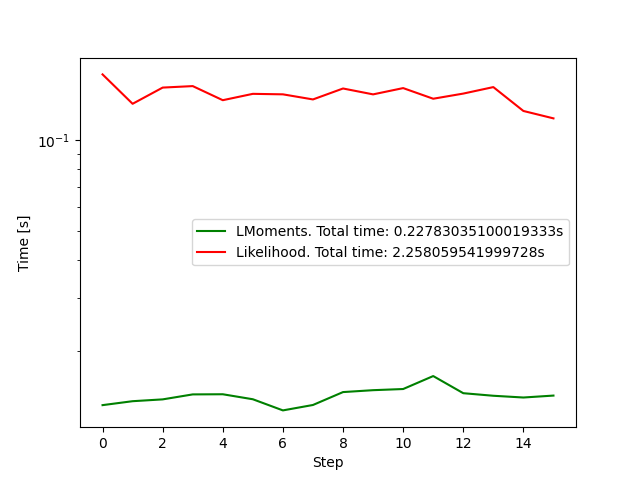 10⁻¹
Time [s]
LMoments. Total time: 0.22783035100019333s
Likelihood. Total time: 2.258059541999728s
0 2 4 6 8 10 12 14
Step